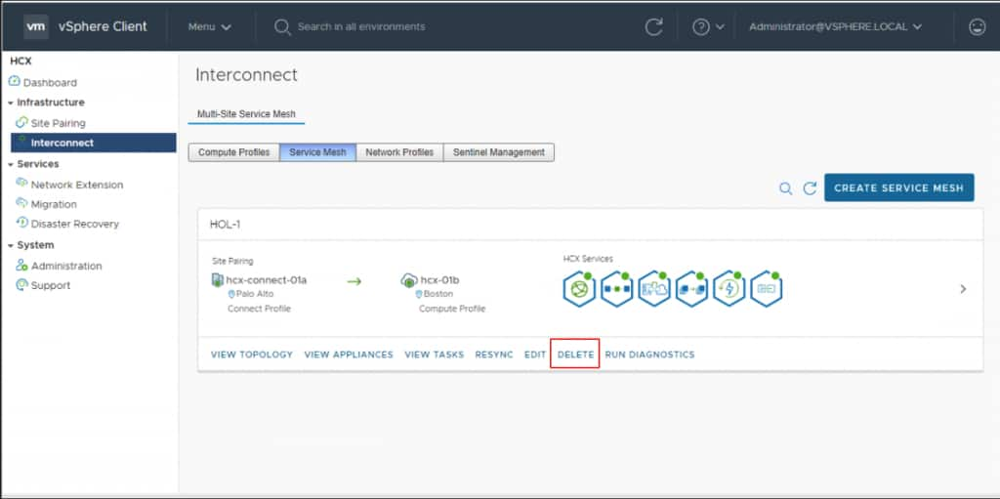 vm vSphere Client Menu Search in all environments Administrator@VSPHERE.LOCAL
HCX
Dashboard
Infrastructure
Site Pairing
Interconnect
Services
Network Extension
Migration
Disaster Recovery
System
Administration
Support
Interconnect
Multi-Site Service Mesh
Compute Profiles Service Mesh Network Profiles Sentinel Management
CREATE SERVICE MESH
HOL-1
Site Pairing
hcx-connect-01a
Palo Alto
Connect Profile
hcx-01b
Boston
Compute Profile
HCX Services
VIEW TOPOLOGY VIEW APPLIANCES VIEW TASKS RESYNC EDIT DELETE RUN DIAGNOSTICS